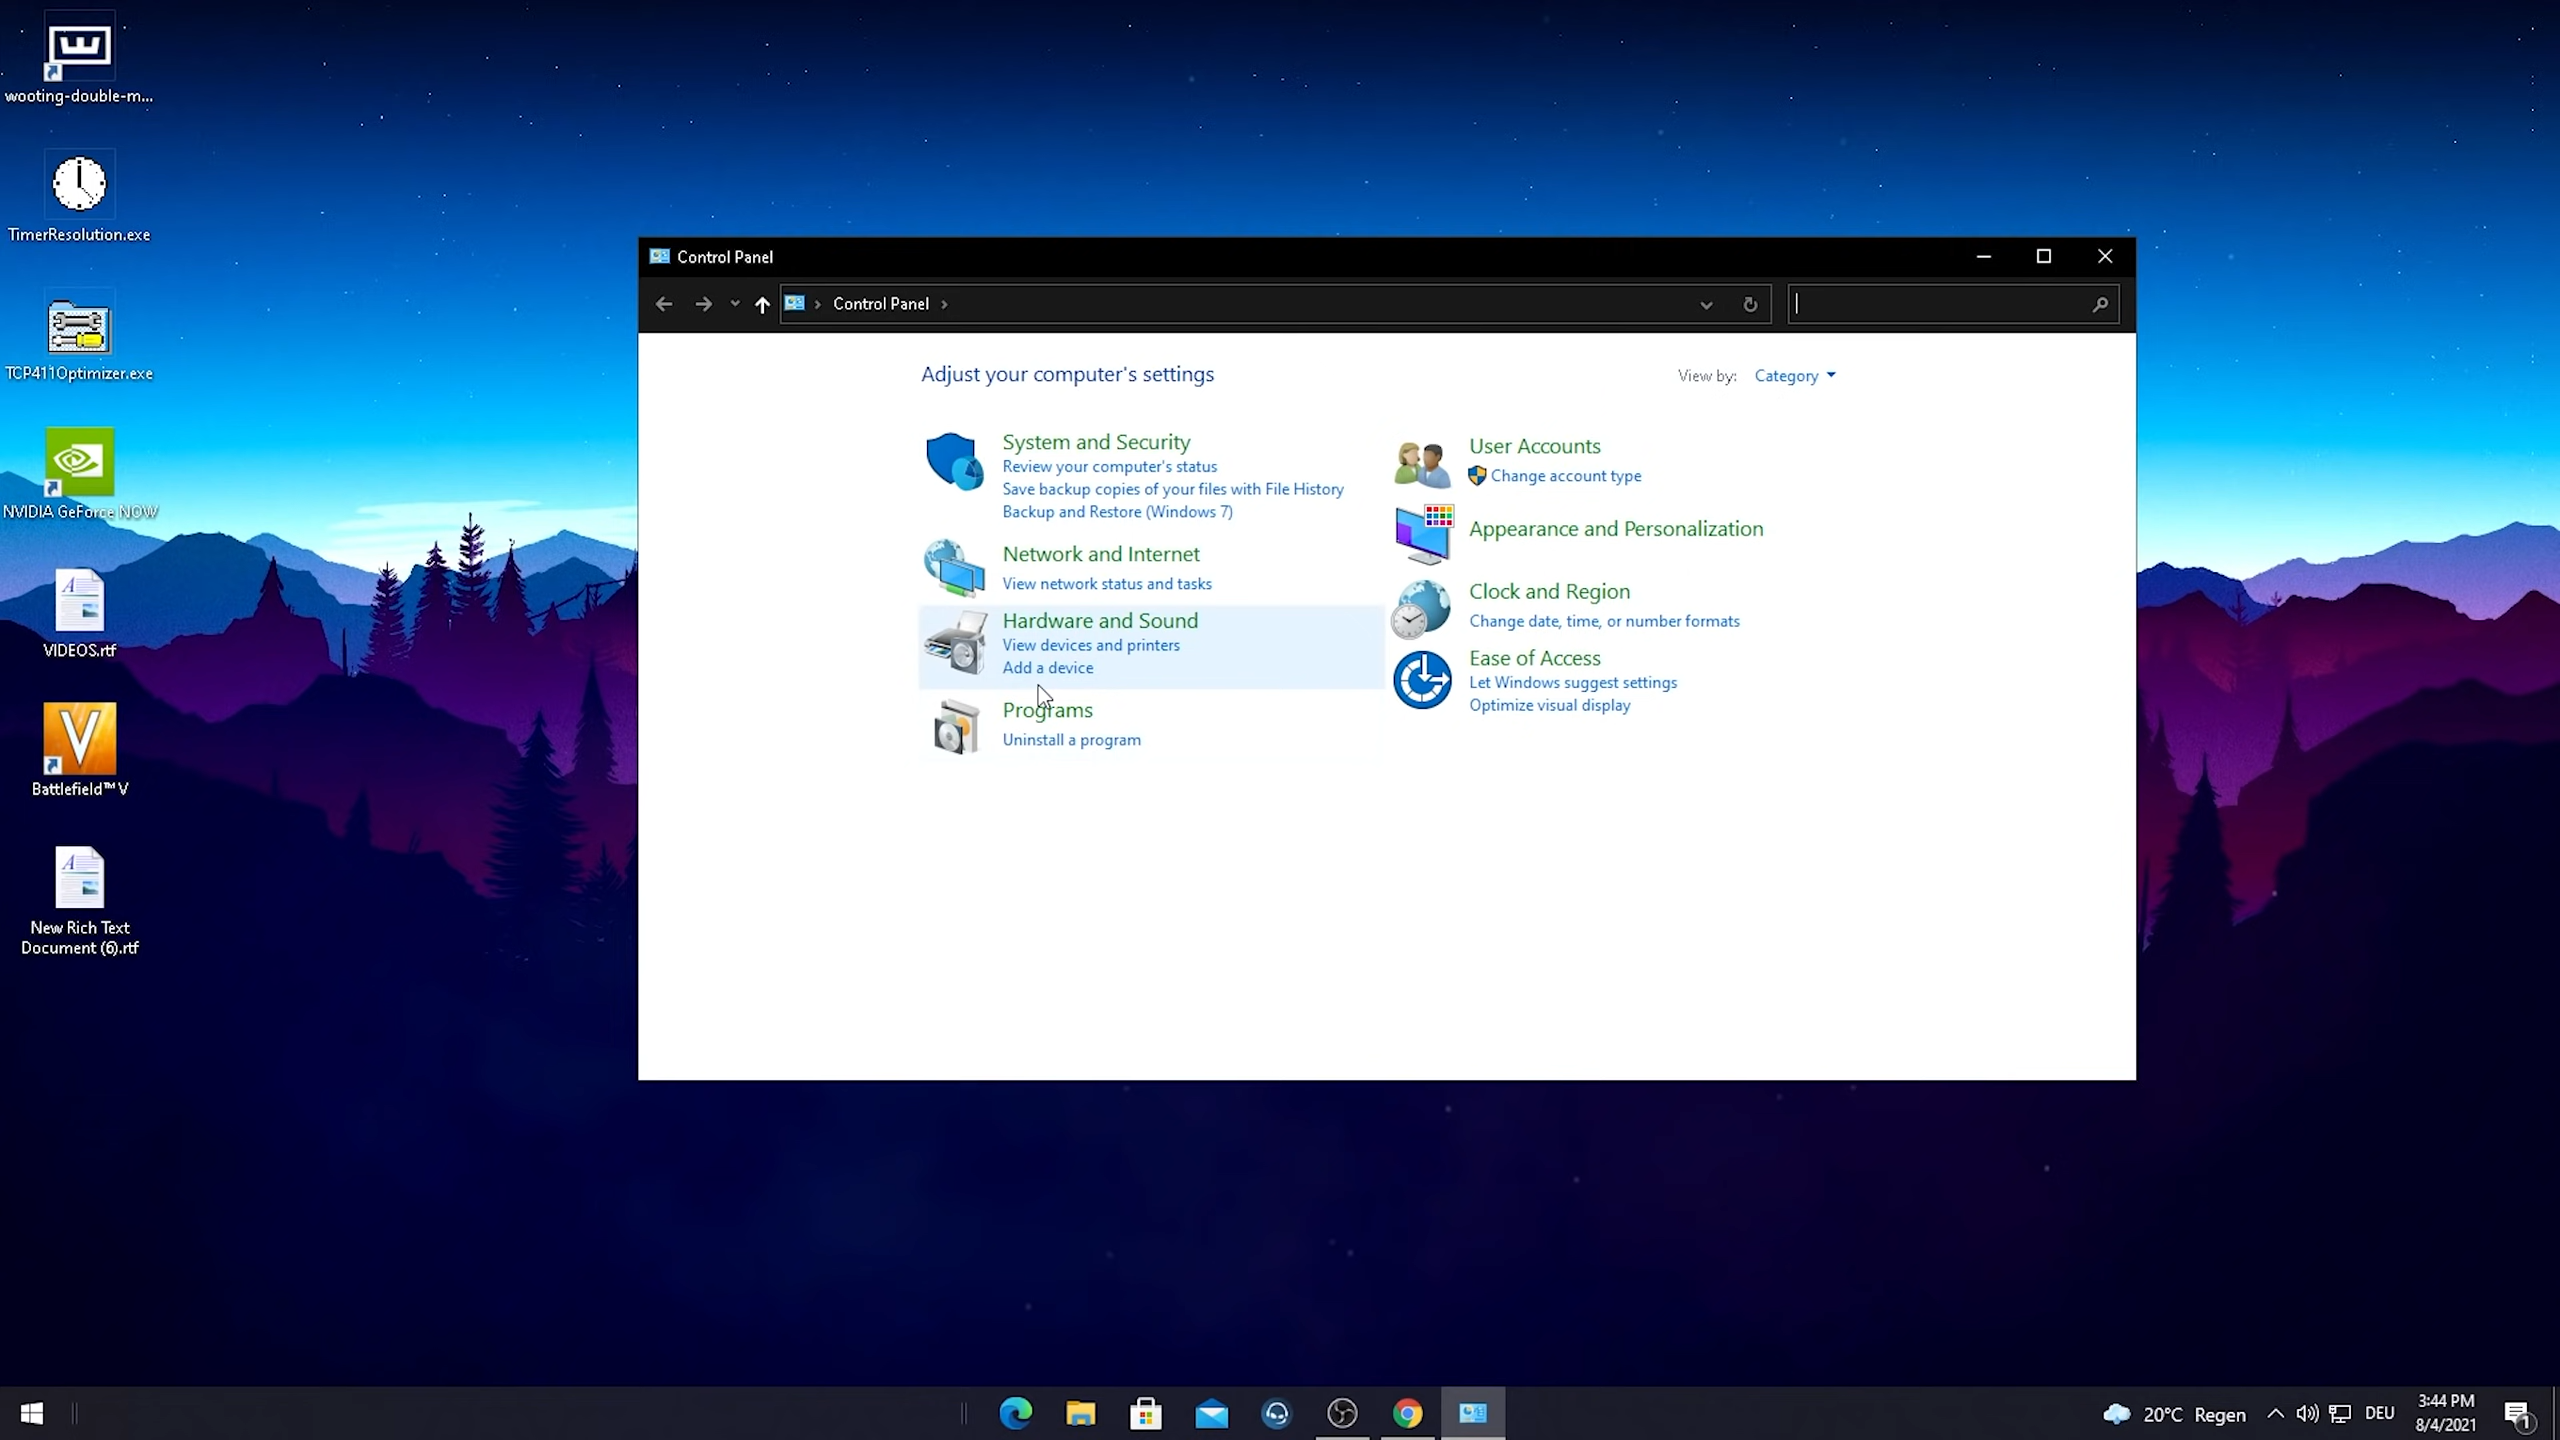 wooting-double-m...
TimerResolution.exe
TCP411Optimizer.exe
NVIDIA GeForce NOW
VIDEOS.rtf
Battlefield™ V
New Rich Text
Document (6).rtf
Control Panel
Control Panel
Adjust your computer's settings
View by: Category
System and Security
Review your computer's status
Save backup copies of your files with File History
Backup and Restore (Windows 7)
Network and Internet
View network status and tasks
Hardware and Sound
View devices and printers
Add a device
Programs
Uninstall a program
User Accounts
Change account type
Appearance and Personalization
Clock and Region
Change date, time, or number formats
Ease of Access
Let Windows suggest settings
Optimize visual display
20°C Regen
DEU
3:44 PM
8/4/2021
1